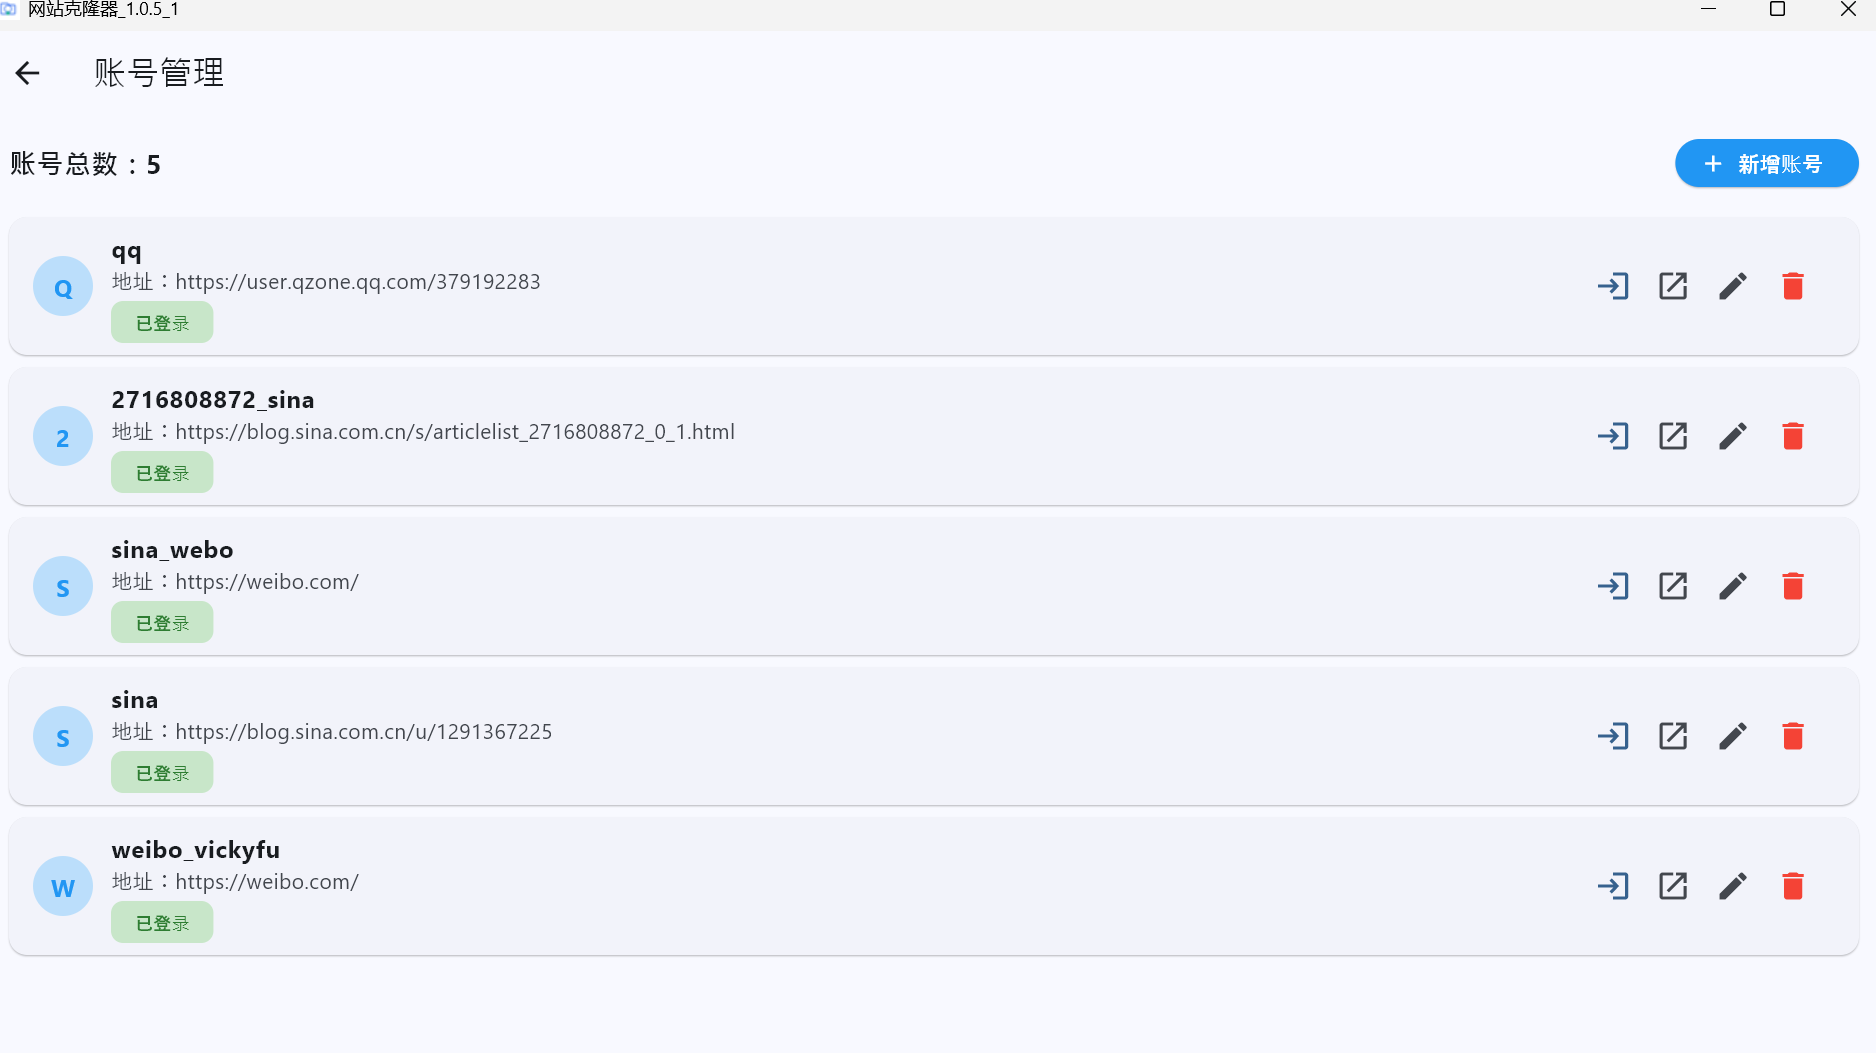 网站克隆器_1.0.5_1
账号管理
账号总数：5
+ 新增账号
Q
qq
地址：https://user.qzone.qq.com/379192283
已登录
2
2716808872_sina
地址：https://blog.sina.com.cn/s/articlelist_2716808872_0_1.html
已登录
S
sina_webo
地址：https://weibo.com/
已登录
S
sina
地址：https://blog.sina.com.cn/u/1291367225
已登录
W
weibo_vickyfu
地址：https://weibo.com/
已登录